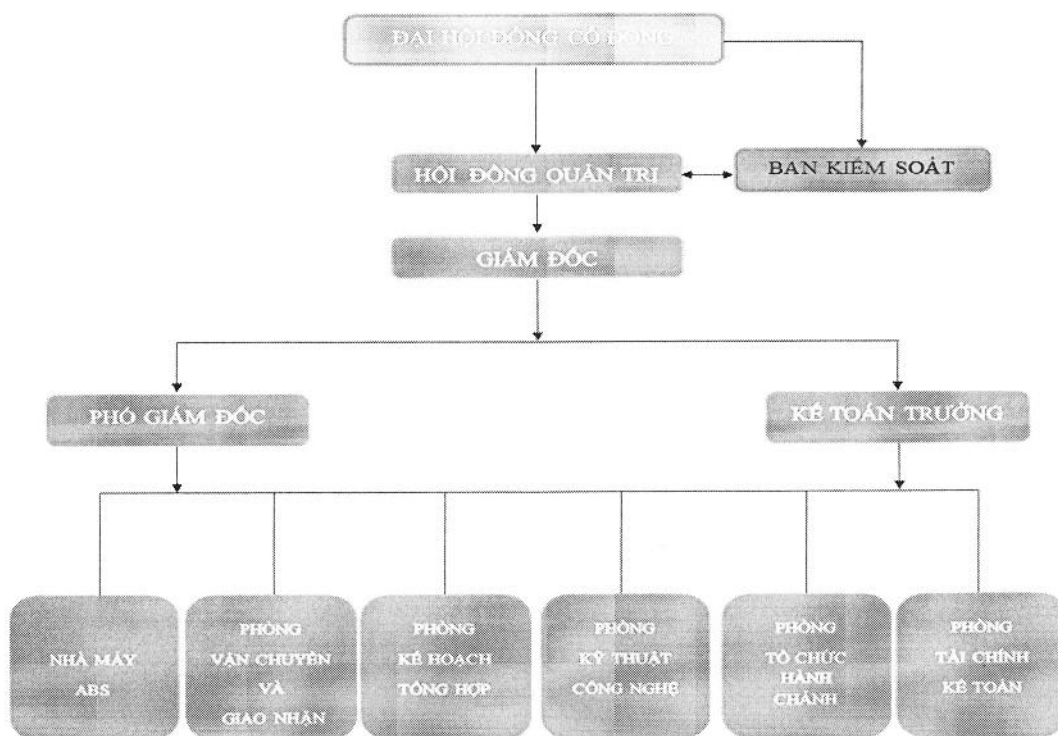 ĐẠI HỘI ĐỒNG CỔ ĐÔNG
HỘI ĐỒNG QUẢN TRỊ
BAN KIỂM SOÁT
GIÁM ĐỐC
PHÓ GIÁM ĐỐC
KẾ TOÁN TRƯỞNG
NHÀ MÁY
ABS
PHÒNG
VẬN CHUYỂN
VÀ
GIAO NHẬN
PHÒNG
KẾ HOẠCH
TỔNG HỢP
PHÒNG
KỸ THUẬT
CÔNG NGHỆ
PHÒNG
TỔ CHỨC
HÀNH
CHÁNH
PHÒNG
TÀI CHÍNH
KẾ TOÁN